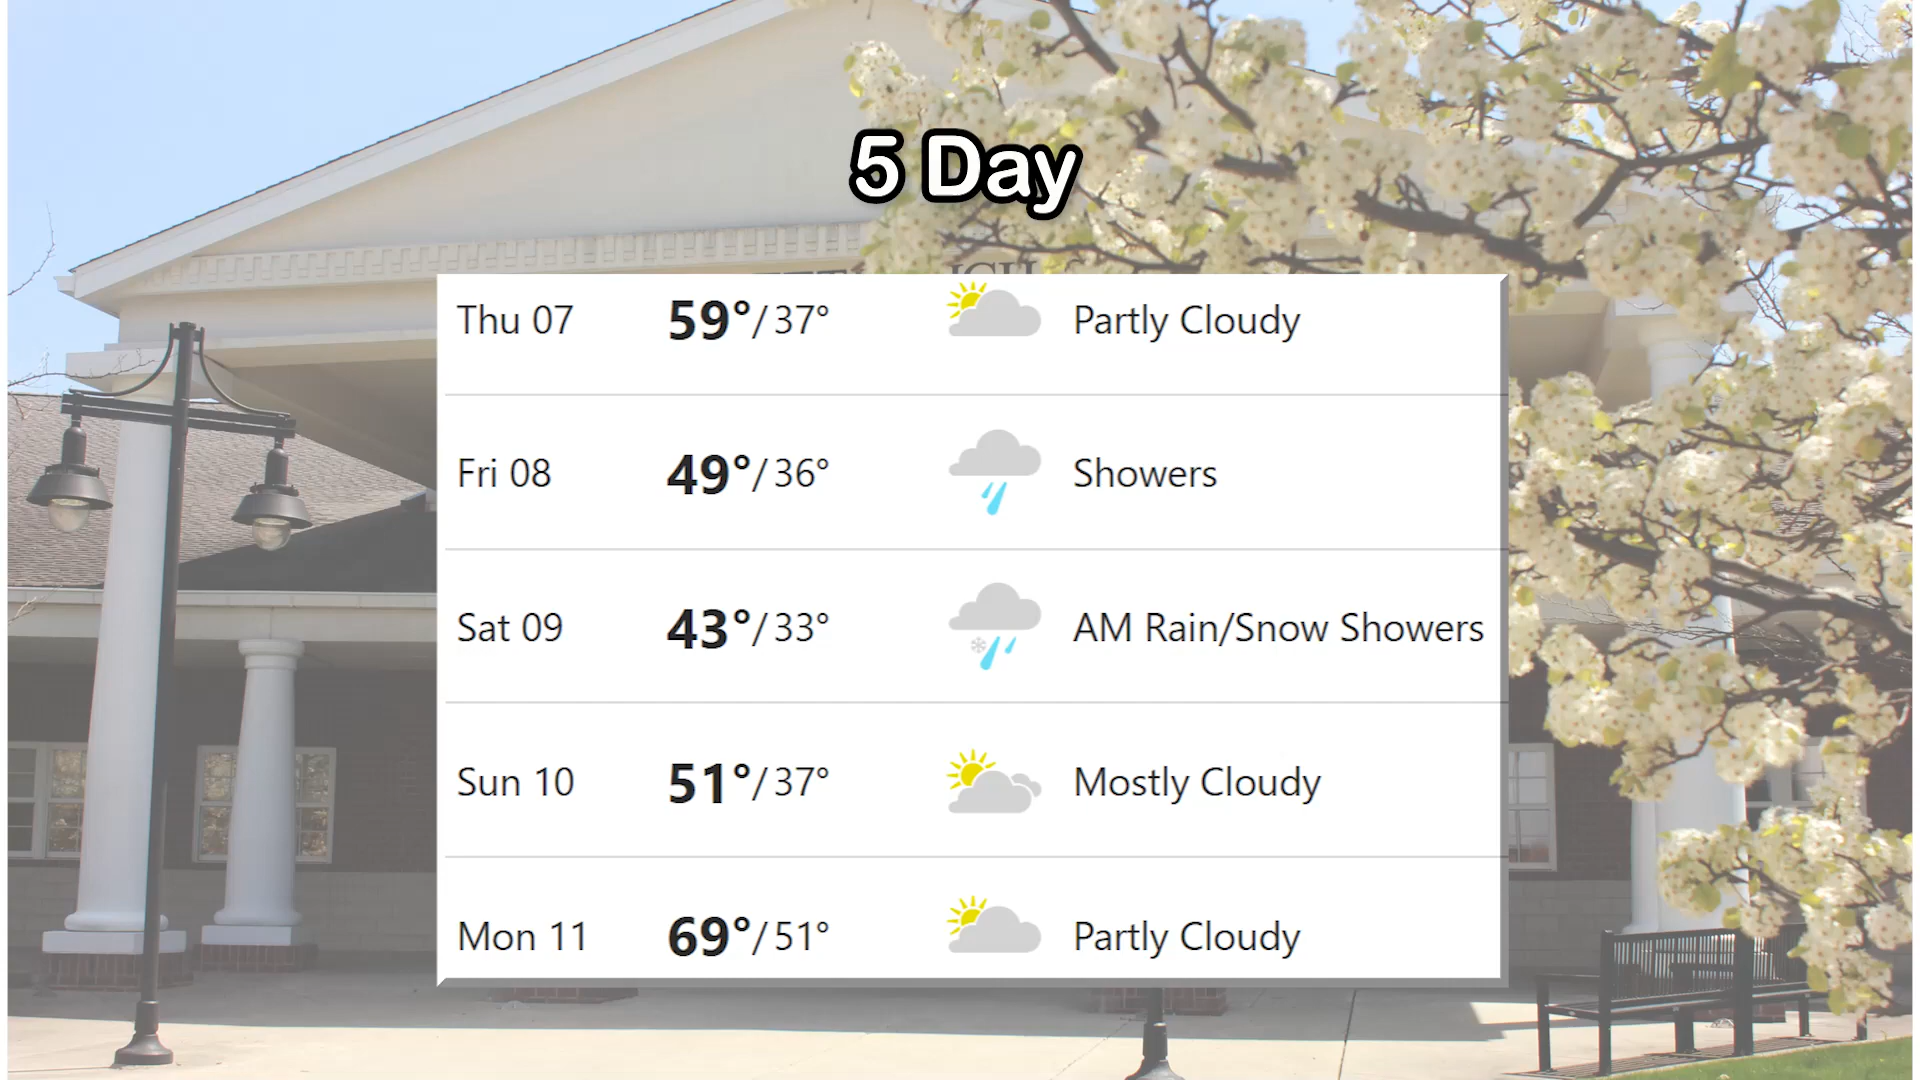 5 Day
Thu 07 59°/37° Partly Cloudy
Fri 08 49°/36° Showers
Sat 09 43°/33° AM Rain/Snow Showers
Sun 10 51°/37° Mostly Cloudy
Mon 11 69°/51° Partly Cloudy